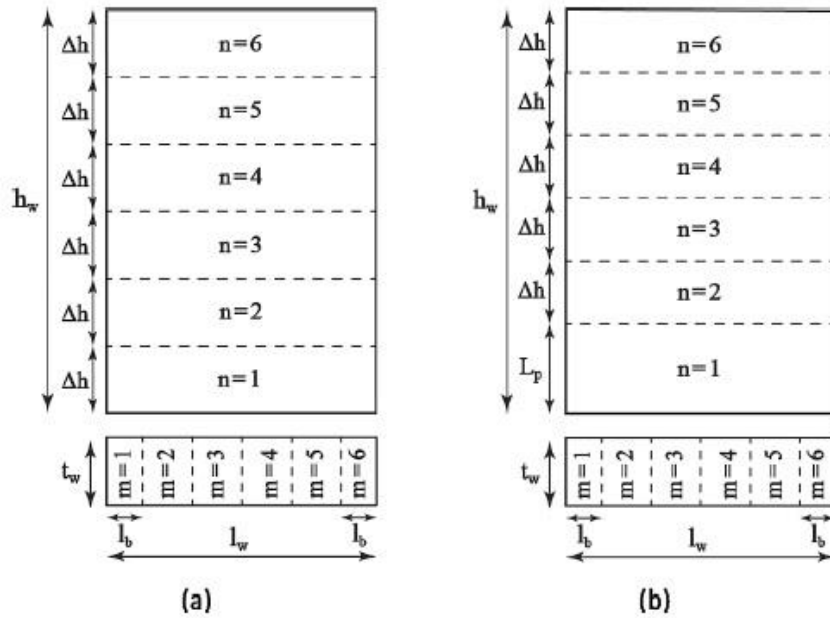 Δh
n=6
Δh
n=5
Δh
n=4
h_w
Δh
n=3
Δh
n=2
Δh
n=1
t_w
m=1
m=2
m=3
m=4
m=5
m=6
l_b
l_w
l_b
(a)
Δh
n=6
Δh
n=5
Δh
n=4
h_w
Δh
n=3
Δh
n=2
L_p
n=1
t_w
m=1
m=2
m=3
m=4
m=5
m=6
l_b
l_w
l_b
(b)